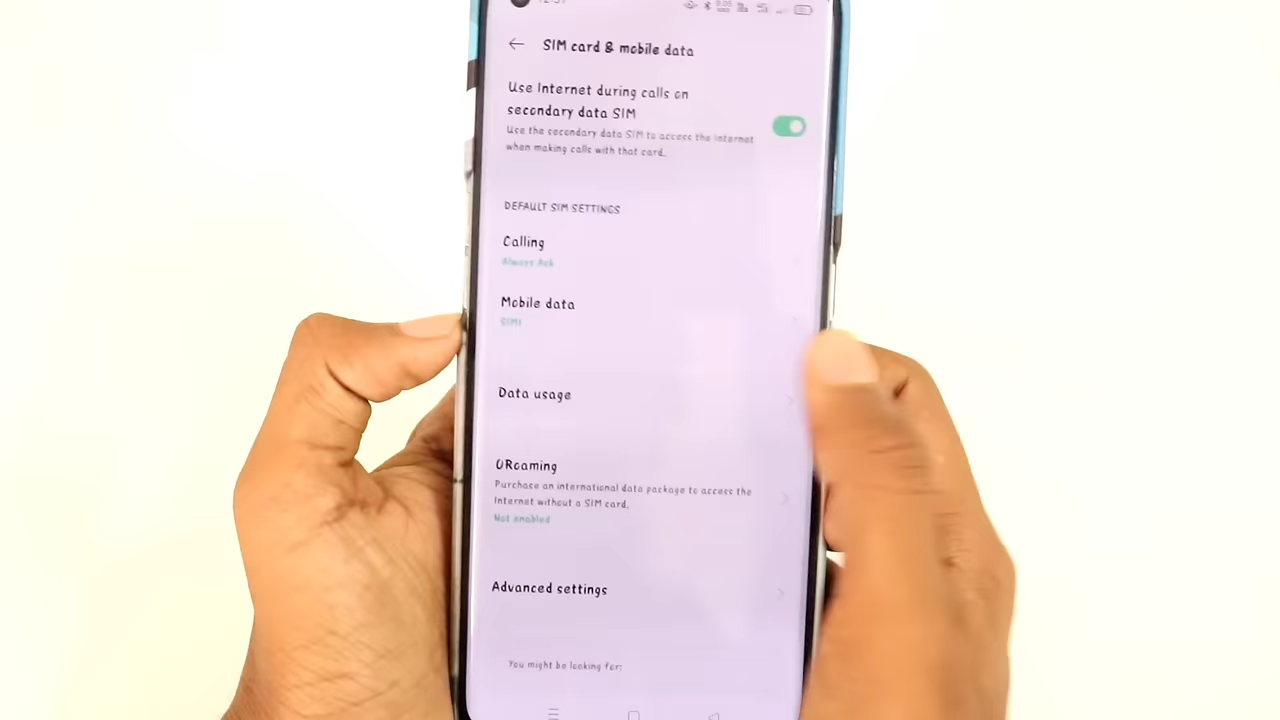 SIM card & mobile data
Use Internet during calls on
secondary data SIM
Use the secondary data SIM to access the Internet
when making calls with that card.
DEFAULT SIM SETTINGS
Calling
Always Ask
Mobile data
SIM1
Data usage
ORoaming
Purchase an international data package to access the
Internet without a SIM card.
Not enabled
Advanced settings
You might be looking for: